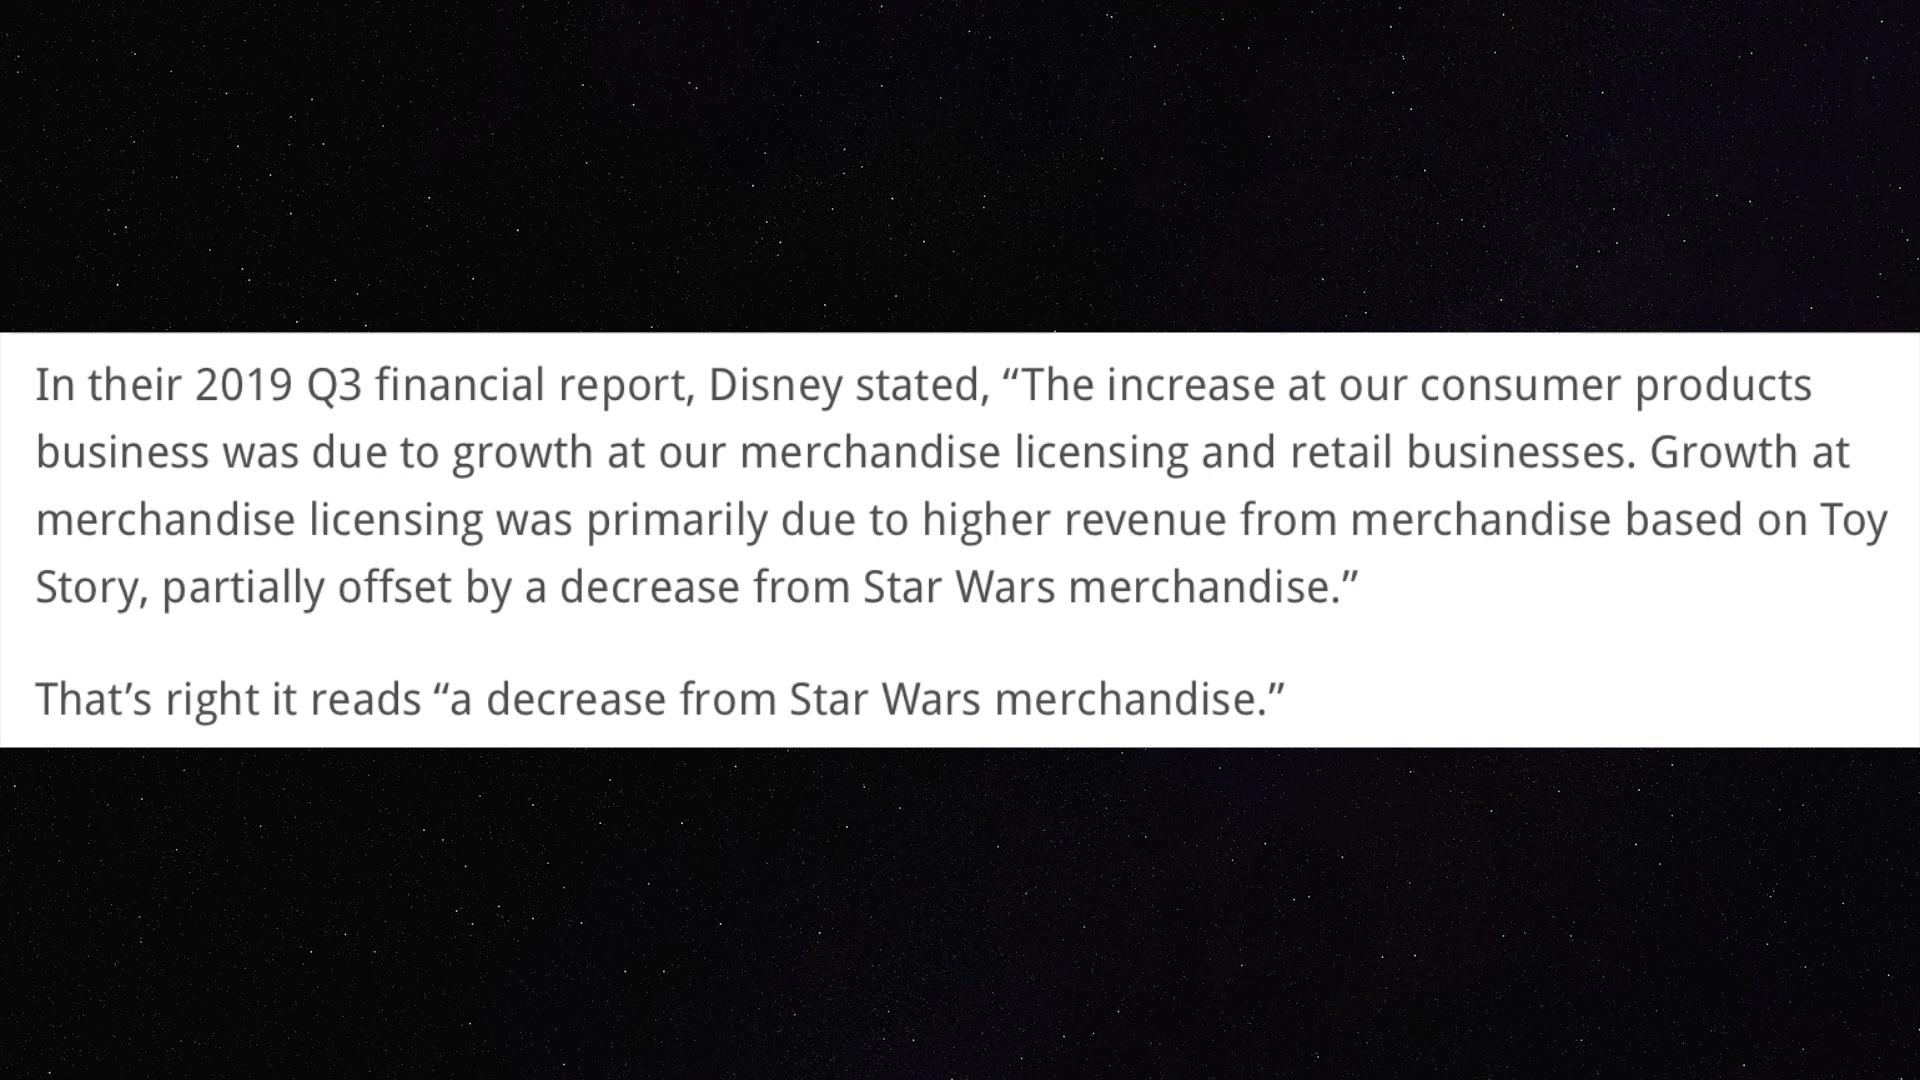 In their 2019 Q3 financial report, Disney stated, “The increase at our consumer products
business was due to growth at our merchandise licensing and retail businesses. Growth at
merchandise licensing was primarily due to higher revenue from merchandise based on Toy
Story, partially offset by a decrease from Star Wars merchandise.”
That’s right it reads “a decrease from Star Wars merchandise.”